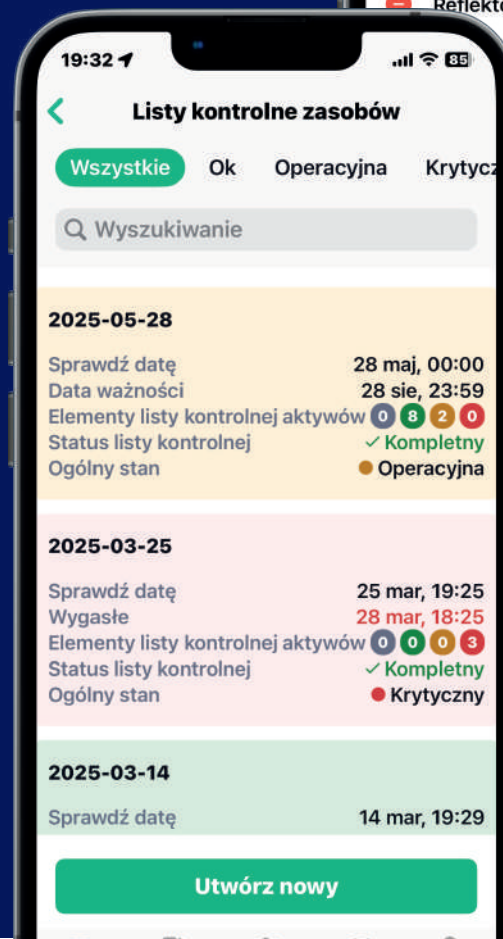 Reflekto
19:32
85
Listy kontrolne zasobów
Wszystkie Ok Operacyjna Krytycz
Wyszukiwanie
2025-05-28
Sprawdź datę 28 maj, 00:00
Data ważności 28 sie, 23:59
Elementy listy kontrolnej aktywów 0 8 2 0
Status listy kontrolnej Kompletny
Ogólny stan Operacyjna
2025-03-25
Sprawdź datę 25 mar, 19:25
Wygasłe 28 mar, 18:25
Elementy listy kontrolnej aktywów 0 0 0 3
Status listy kontrolnej Kompletny
Ogólny stan Krytyczny
2025-03-14
Sprawdź datę 14 mar, 19:29
Utwórz nowy